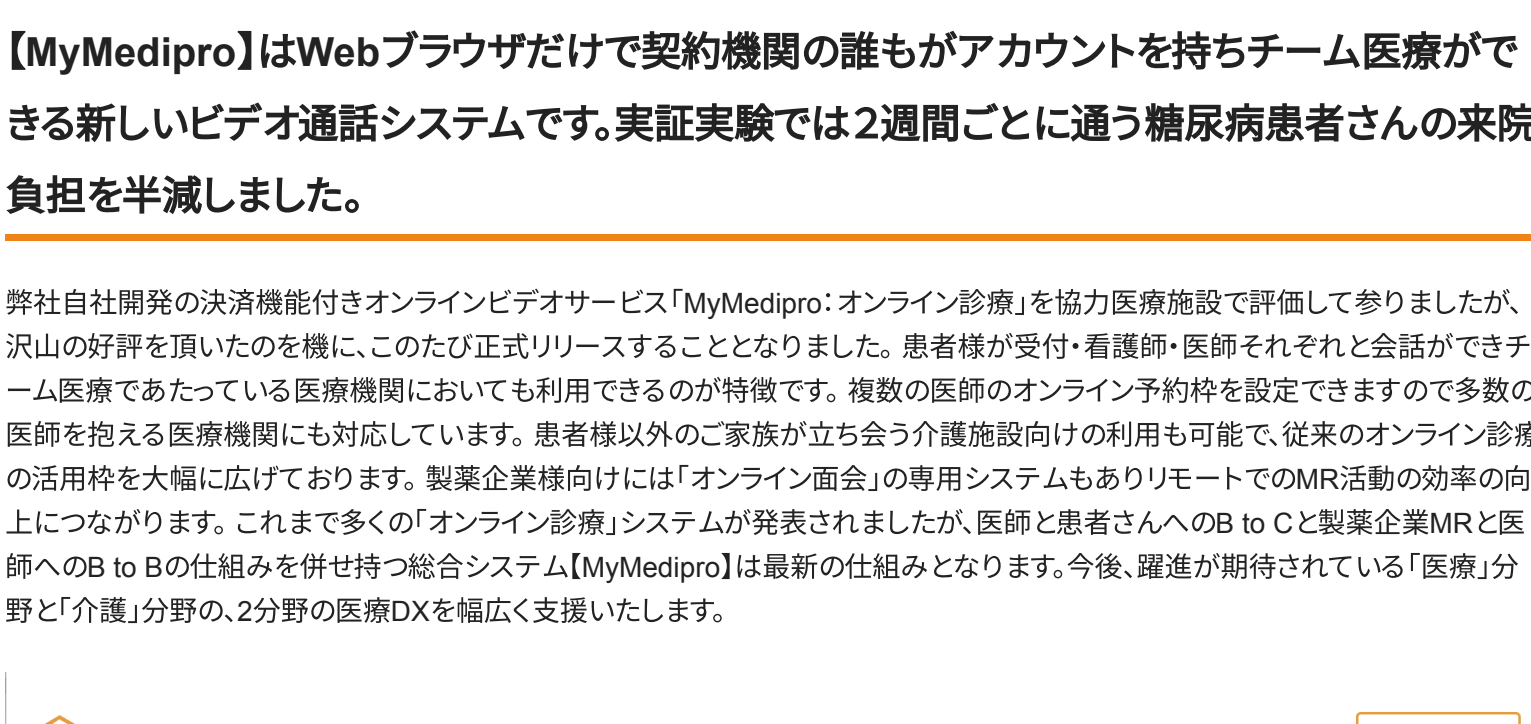 【MyMedipro】はWebブラウザだけで契約機関の誰もがアカウントを持ちチーム医療がで
きる新しいビデオ通話システムです。実証実験では２週間ごとに通う糖尿病患者さんの来院
負担を半減しました。
弊社自社開発の決済機能付きオンラインビデオサービス「MyMedipro：オンライン診療」を協力医療施設で評価して参りましたが、
沢山の好評を頂いたのを機に、このたび正式リリースすることとなりました。 患者様が受付・看護師・医師それぞれと会話ができチ
ーム医療であたっている医療機関においても利用できるのが特徴です。 複数の医師のオンライン予約枠を設定できますので多数の
医師を抱える医療機関にも対応しています。 患者様以外のご家族が立ち会う介護施設向けの利用も可能で、従来のオンライン診療
の活用枠を大幅に広げております。 製薬企業様向けには「オンライン面会」の専用システムもありリモートでのMR活動の効率の向
上につながります。 これまで多くの「オンライン診療」システムが発表されましたが、医師と患者さんへのB to Cと製薬企業MRと医
師へのB to Bの仕組みを併せ持つ総合システム【MyMedipro】は最新の仕組みとなります。今後、躍進が期待されている「医療」分
野と「介護」分野の、2分野の医療DXを幅広く支援いたします。